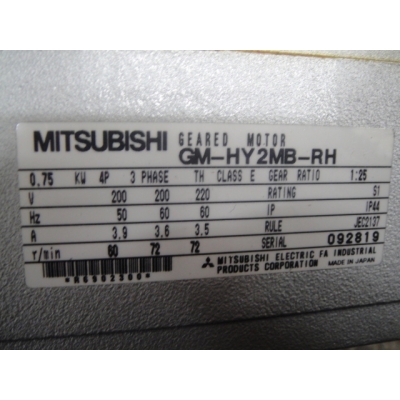 MITSUBISHI GEARED MOTOR
GM-HY2MB-RH
0.75 KW 4P 3 PHASE TH CLASS E GEAR RATIO 1:25
V 200 200 220 RATING S1
Hz 50 60 60 IP IP44
A 3.9 3.6 3.5 RULE JEC2137
r/min 60 72 72 SERIAL 092819
MITSUBISHI ELECTRIC FA INDUSTRIAL
PRODUCTS CORPORATION MADE IN JAPAN